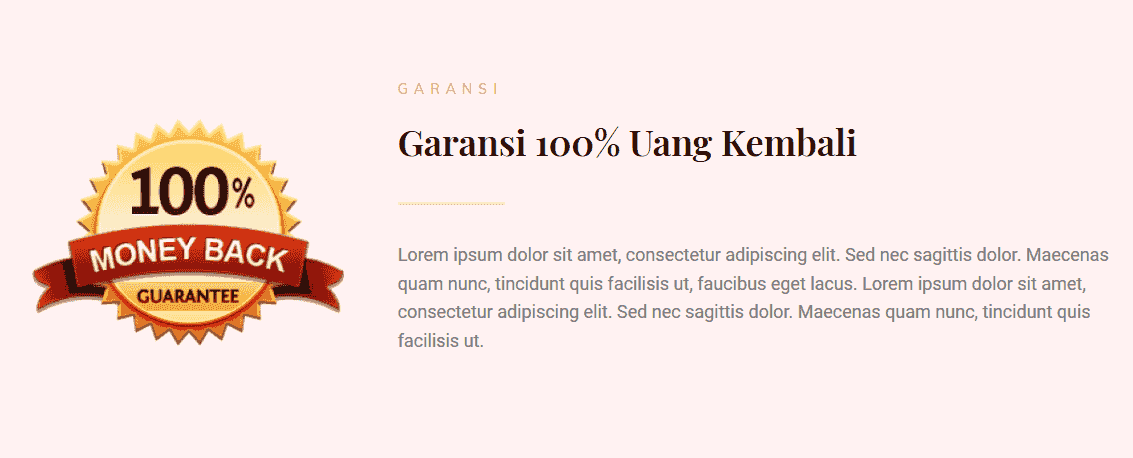 100%
MONEY BACK
GUARANTEE
GARANSI
Garansi 100% Uang Kembali
Lorem ipsum dolor sit amet, consectetur adipiscing elit. Sed nec sagittis dolor. Maecenas
quam nunc, tincidunt quis facilisis ut, faucibus eget lacus. Lorem ipsum dolor sit amet,
consectetur adipiscing elit. Sed nec sagittis dolor. Maecenas quam nunc, tincidunt quis
facilisis ut.